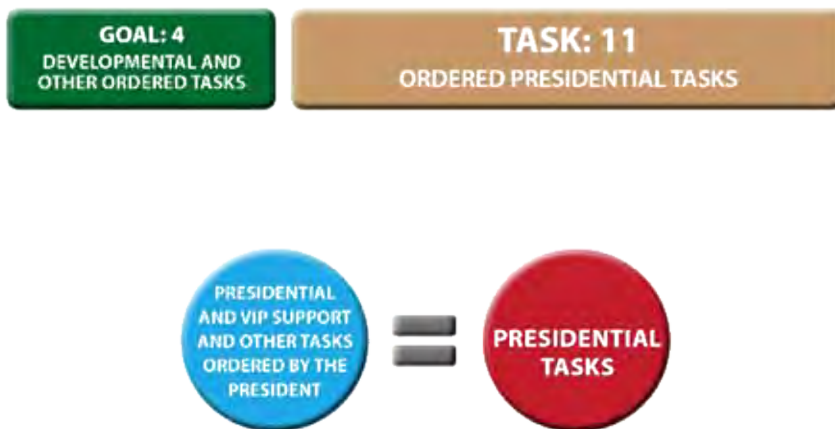 GOAL: 4
DEVELOPMENTAL AND
OTHER ORDERED TASKS
TASK: 11
ORDERED PRESIDENTIAL TASKS
PRESIDENTIAL
AND VIP SUPPORT
AND OTHER TASKS
ORDERED BY THE
PRESIDENT
PRESIDENTIAL
TASKS